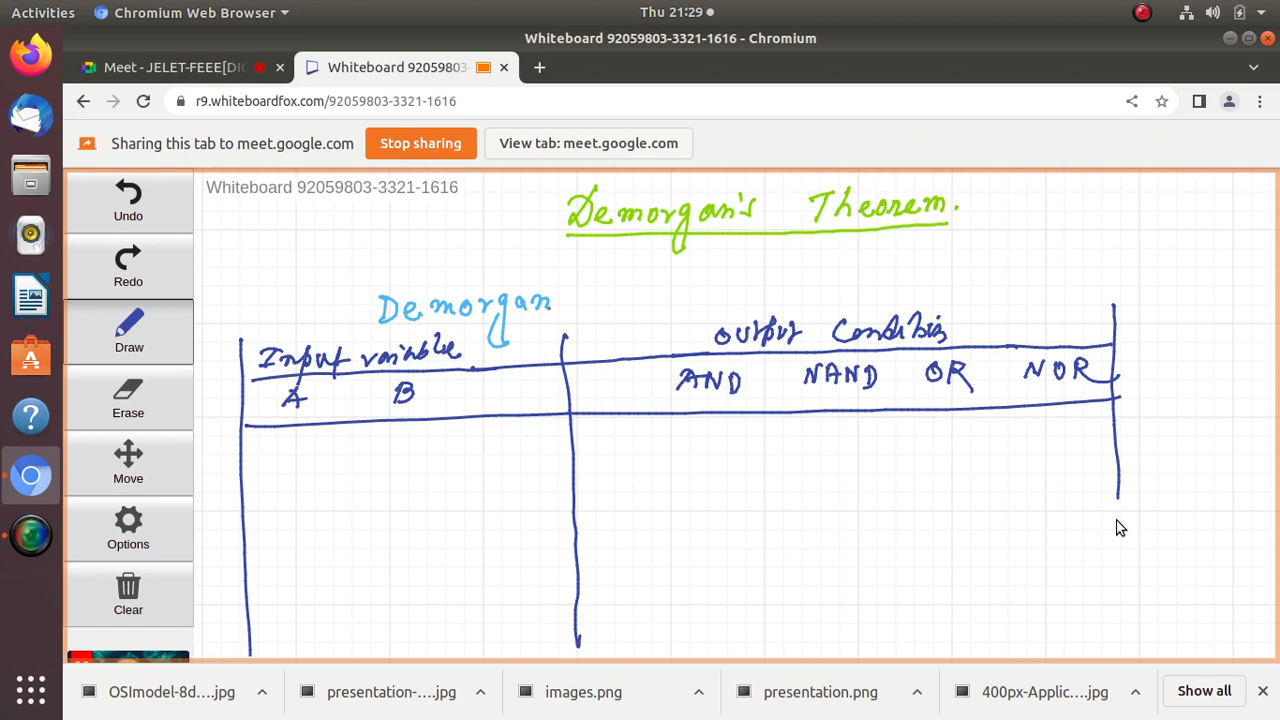 Activities Chromium Web Browser Thu 21:29
Whiteboard 92059803-3321-1616 - Chromium
Meet - JELET-FEEE[DIG Whiteboard 92059803-
r9.whiteboardfox.com/92059803-3321-1616
Sharing this tab to meet.google.com Stop sharing View tab: meet.google.com
Whiteboard 92059803-3321-1616
Undo
Redo
Draw
Erase
Move
Options
Clear
Demorgan's Theorem.
Demorgan
Input variable Output Condition
A B AND NAND OR NOR
OSImodel-8d....jpg presentation-....jpg images.png presentation.png 400px-Applic....jpg Show all